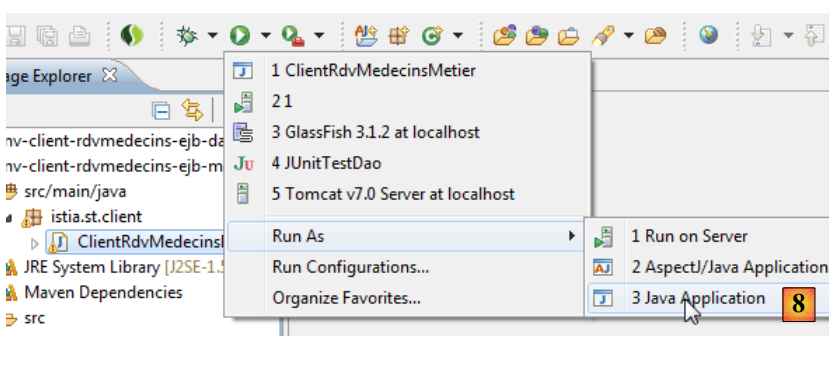 age Explorer
nv-client-rdvmedecins-ejb-da
nv-client-rdvmedecins-ejb-m
src/main/java
istia.st.client
ClientRdvMedecinsl
JRE System Library [J2SE-1.5
Maven Dependencies
src
1 ClientRdvMedecinsMetier
2 1
3 GlassFish 3.1.2 at localhost
4 JUnitTestDao
5 Tomcat v7.0 Server at localhost
Run As
Run Configurations...
Organize Favorites...
1 Run on Server
2 AspectJ/Java Application
3 Java Application
8